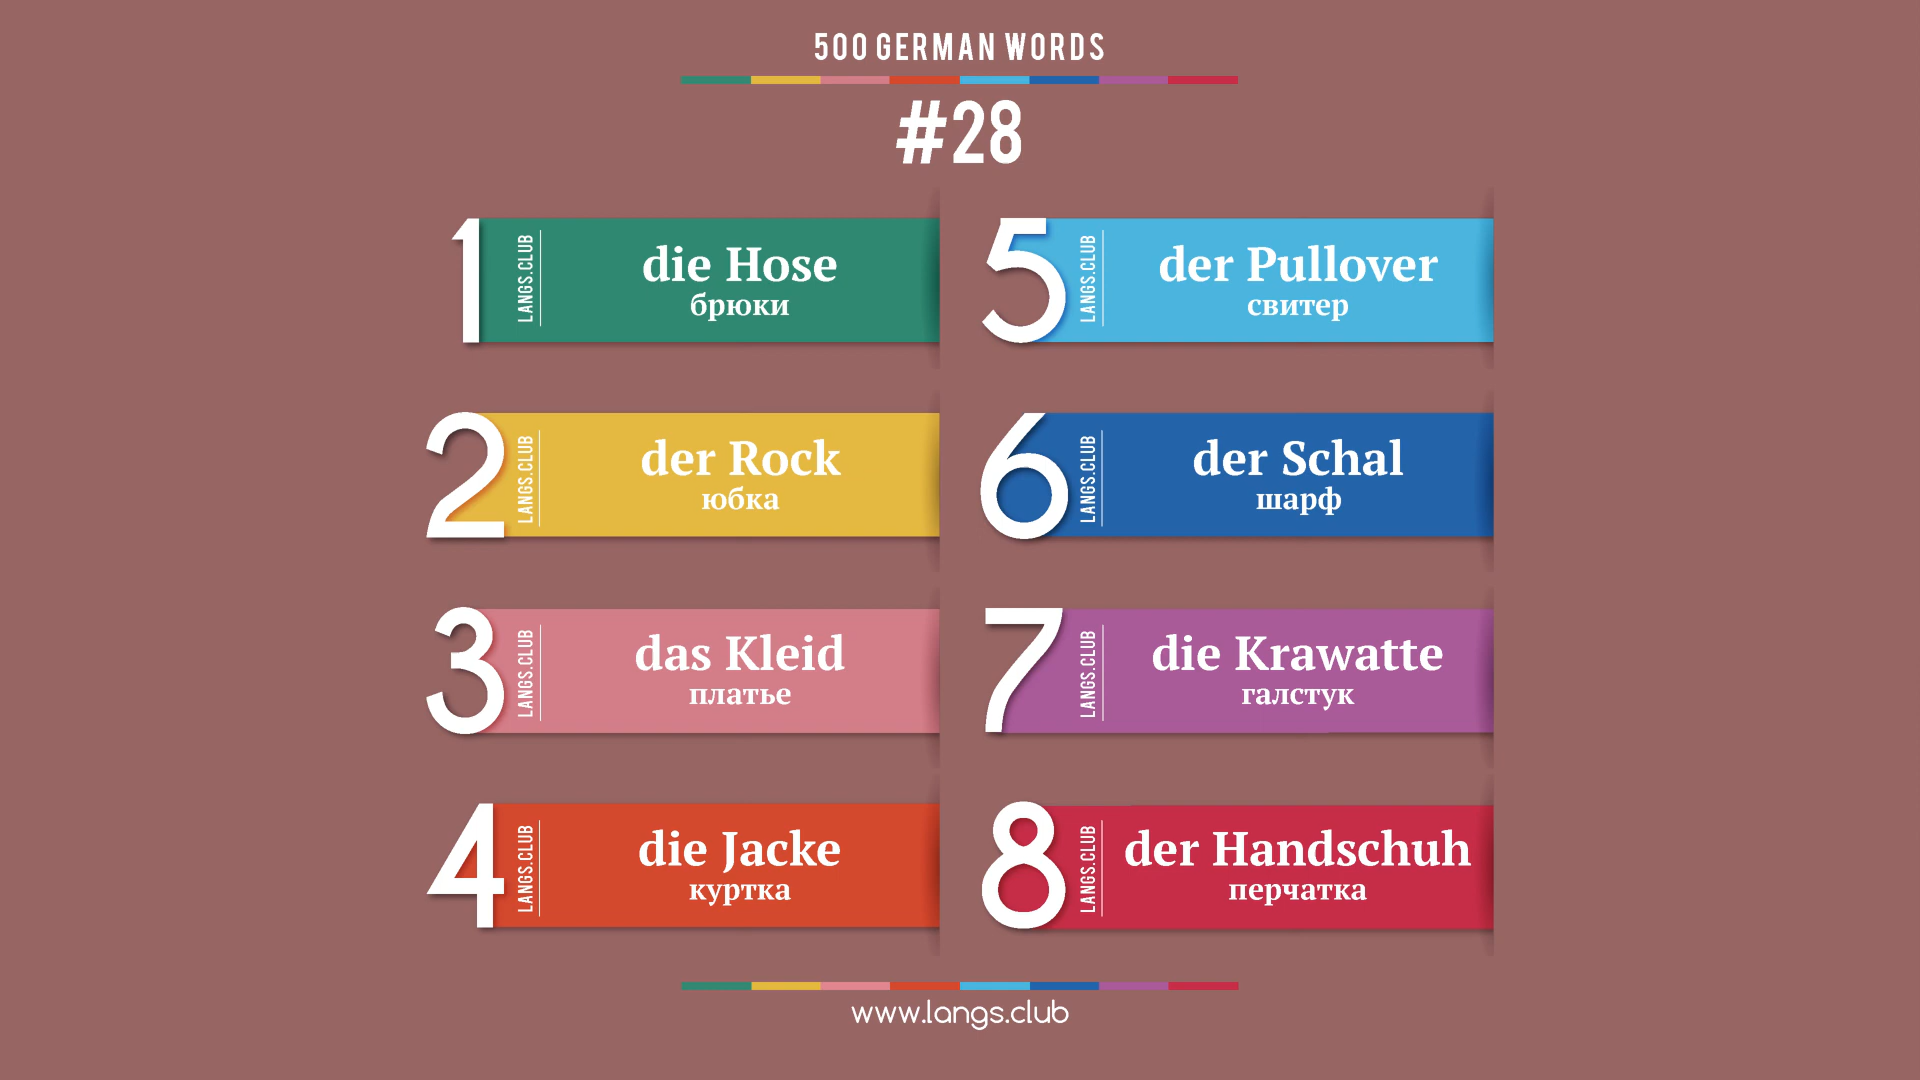 500 GERMAN WORDS
#28
1
LANGS.CLUB
die Hose
брюки
2
LANGS.CLUB
der Rock
юбка
3
LANGS.CLUB
das Kleid
платье
4
LANGS.CLUB
die Jacke
куртка
5
LANGS.CLUB
der Pullover
свитер
6
LANGS.CLUB
der Schal
шарф
7
LANGS.CLUB
die Krawatte
галстук
8
LANGS.CLUB
der Handschuh
перчатка
www.langs.club